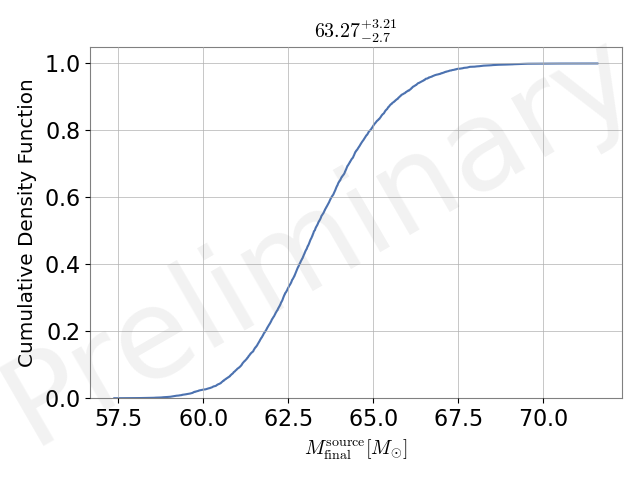 63.27^{+3.21}_{-2.7}
1.0
0.8
0.6
0.4
0.2
0.0
Cumulative Density Function
57.5 60.0 62.5 65.0 67.5 70.0
M^{source}_{final}[M_☉]
Preliminary